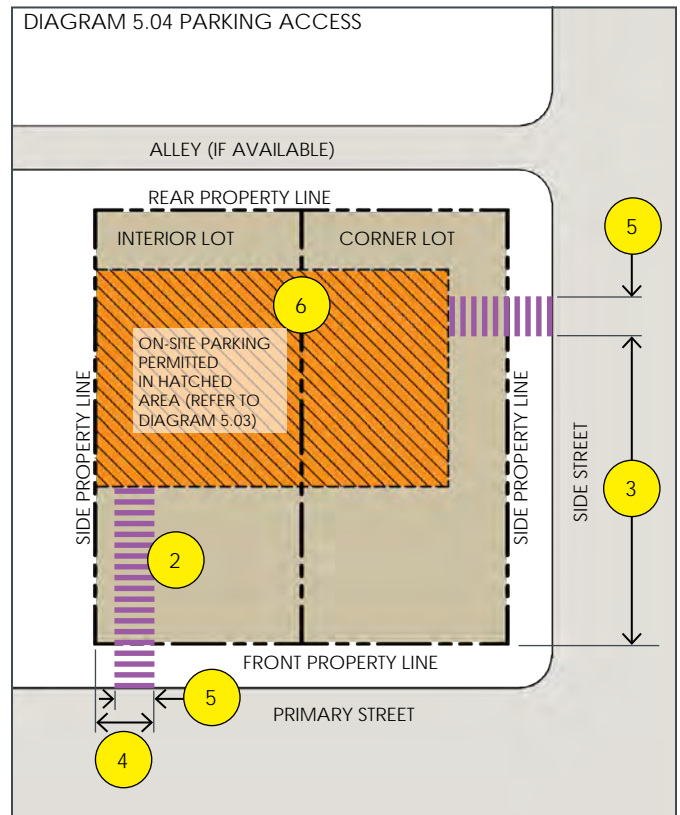 DIAGRAM 5.04 PARKING ACCESS
ALLEY (IF AVAILABLE)
REAR PROPERTY LINE
INTERIOR LOT
CORNER LOT
5
6
ON-SITE PARKING
PERMITTED
IN HATCHED
AREA (REFER TO
DIAGRAM 5.03)
SIDE PROPERTY LINE
SIDE PROPERTY LINE
SIDE STREET
3
2
FRONT PROPERTY LINE
5
PRIMARY STREET
4